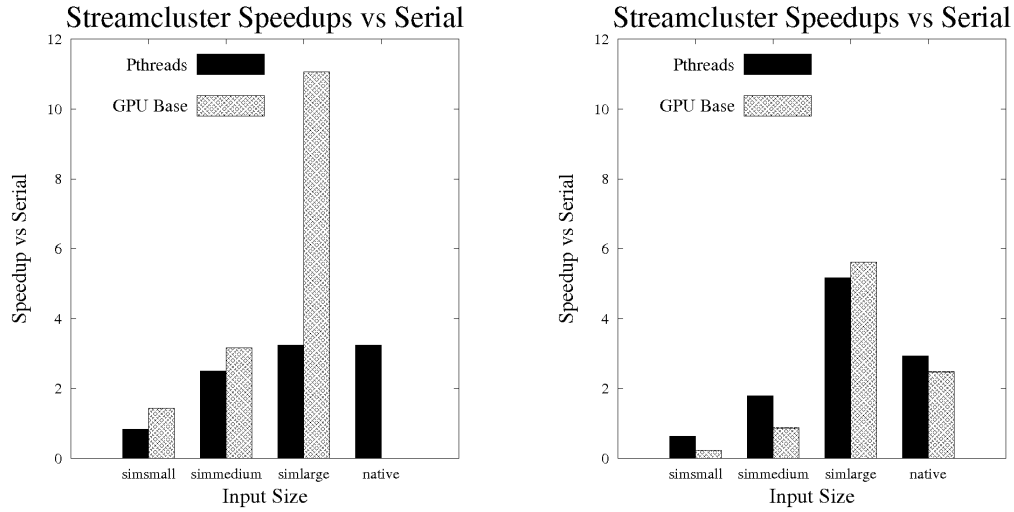 Streamcluster Speedups vs Serial
12
10
8
6
4
2
0
Speedup vs Serial
Pthreads
GPU Base
simsmall simmedium simlarge native
Input Size
Streamcluster Speedups vs Serial
12
10
8
6
4
2
0
Speedup vs Serial
Pthreads
GPU Base
simsmall simmedium simlarge native
Input Size